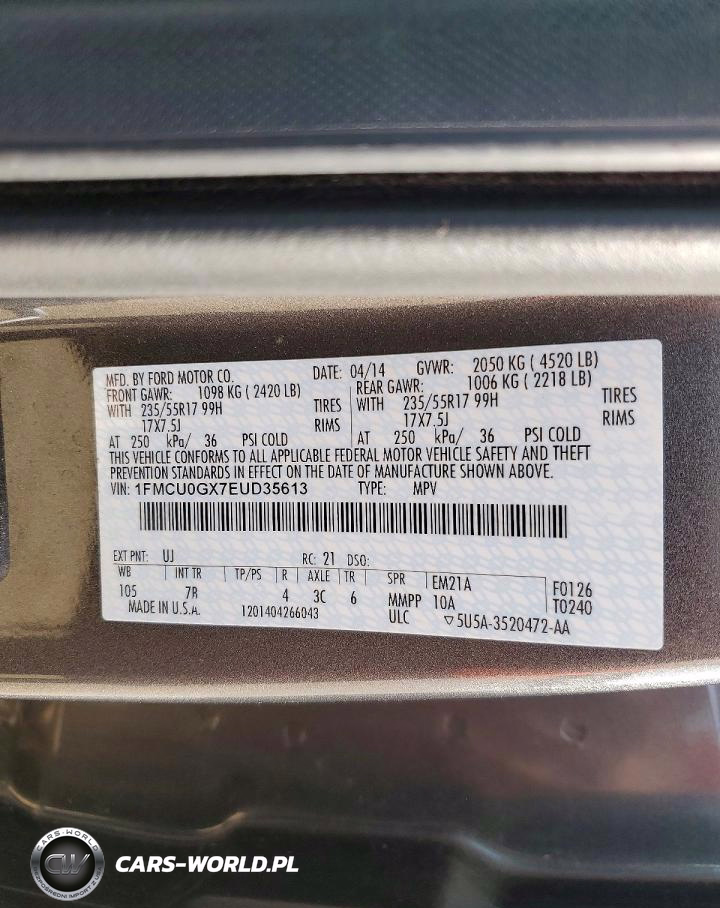 MFD. BY FORD MOTOR CO. DATE: 04/14 GVWR: 2050 KG ( 4520 LB)
FRONT GAWR: 1098 KG ( 2420 LB) REAR GAWR: 1006 KG ( 2218 LB)
WITH 235/55R17 99H TIRES WITH 235/55R17 99H TIRES
17X7.5J RIMS 17X7.5J RIMS
AT 250 kPa/ 36 PSI COLD AT 250 kPa/ 36 PSI COLD
THIS VEHICLE CONFORMS TO ALL APPLICABLE FEDERAL MOTOR VEHICLE SAFETY AND THEFT
PREVENTION STANDARDS IN EFFECT ON THE DATE OF MANUFACTURE SHOWN ABOVE.
VIN: 1FMCU0GX7EUD35613 TYPE: MPV
EXT PNT: UJ RC: 21 DSO:
WB INT TR TP/PS R AXLE TR SPR EM21A F0126
105 7B 4 3C 6 MMPP 10A T0240
MADE IN U.S.A. 1201404266043 ULC ▽5U5A-3520472-AA
CARS-WORLD
CW
CARS-WORLD.PL